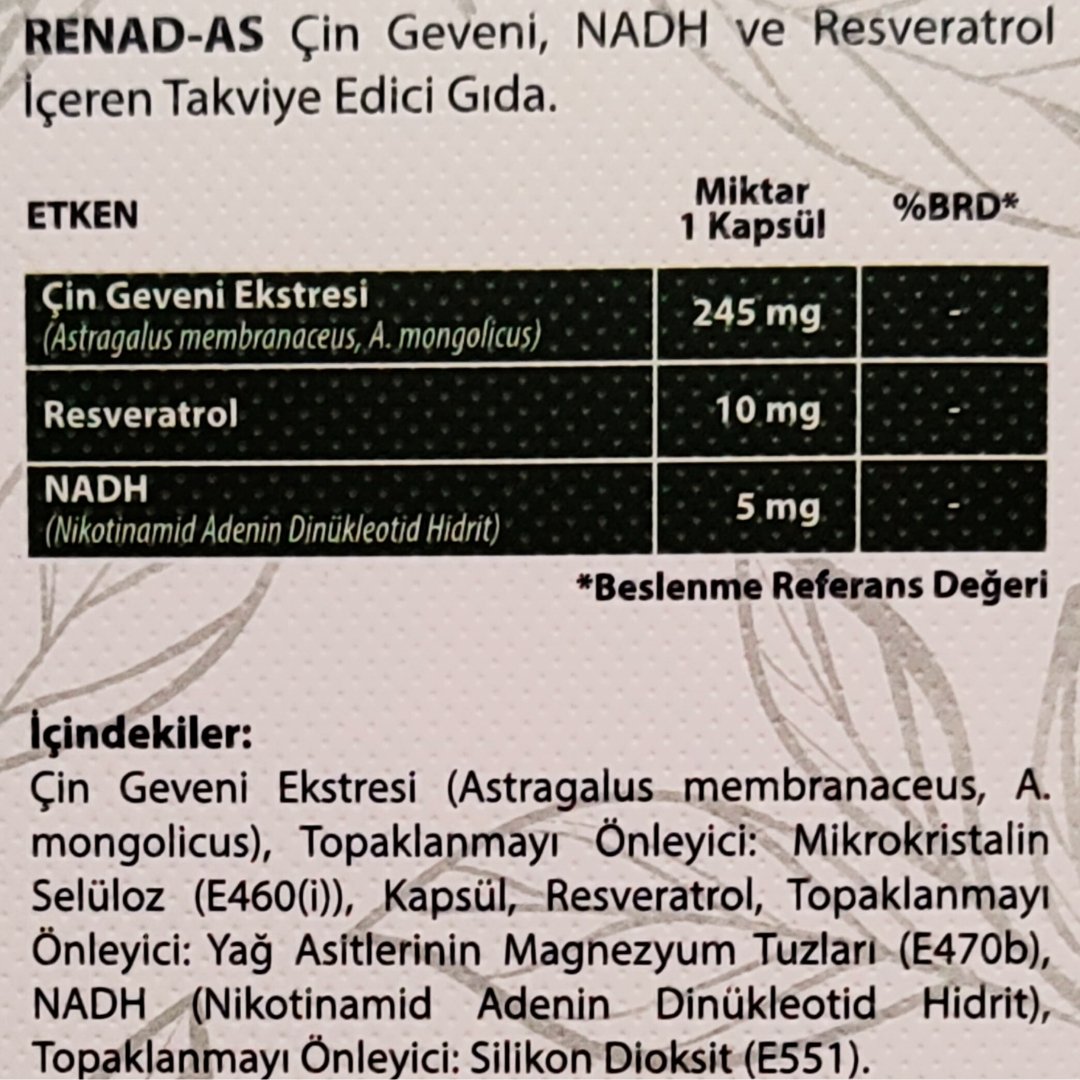 RENAD-AS Çin Geveni, NADH ve Resveratrol
İçeren Takviye Edici Gıda.
ETKEN Miktar 1 Kapsül %BRD*
Çin Geveni Ekstresi 245 mg -
(Astragalus membranaceus, A. mongolicus)
Resveratrol 10 mg -
NADH 5 mg -
(Nikotinamid Adenin Dinükleotid Hidrit)
*Beslenme Referans Değeri
İçindekiler:
Çin Geveni Ekstresi (Astragalus membranaceus, A.
mongolicus), Topaklanmayı Önleyici: Mikrokristalin
Selüloz (E460(i)), Kapsül, Resveratrol, Topaklanmayı
Önleyici: Yağ Asitlerinin Magnezyum Tuzları (E470b),
NADH (Nikotinamid Adenin Dinükleotid Hidrit),
Topaklanmayı Önleyici: Silikon Dioksit (E551).